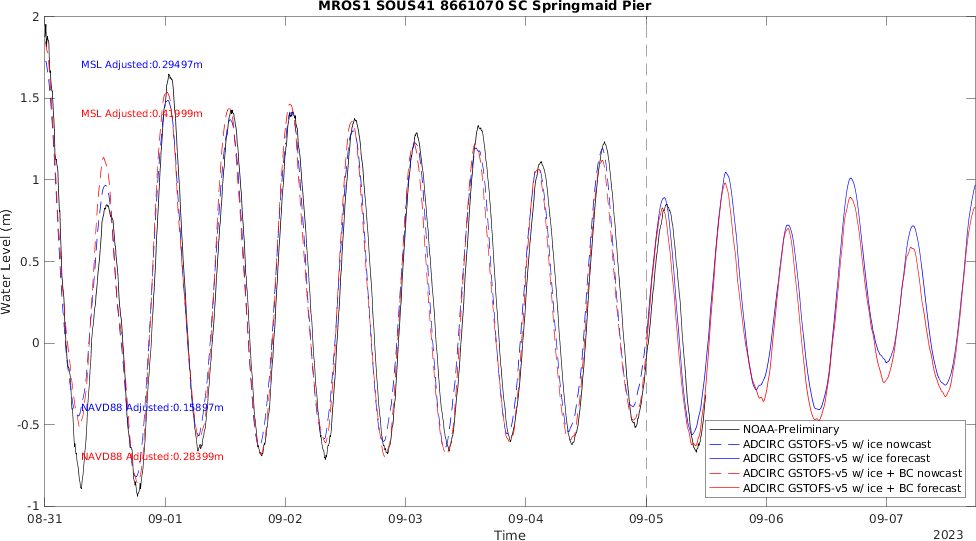 MROS1 SOUS41 8661070 SC Springmaid Pier
2
1.5
1
0.5
0
-0.5
-1
Water Level (m)
MSL Adjusted:0.29497m
MSL Adjusted:0.41999m
NAVD88 Adjusted:0.15897m
NAVD88 Adjusted:0.28399m
NOAA-Preliminary
ADCIRC GSTOFS-v5 w/ ice nowcast
ADCIRC GSTOFS-v5 w/ ice forecast
ADCIRC GSTOFS-v5 w/ ice + BC nowcast
ADCIRC GSTOFS-v5 w/ ice + BC forecast
08-31 09-01 09-02 09-03 09-04 09-05 09-06 09-07
Time
2023